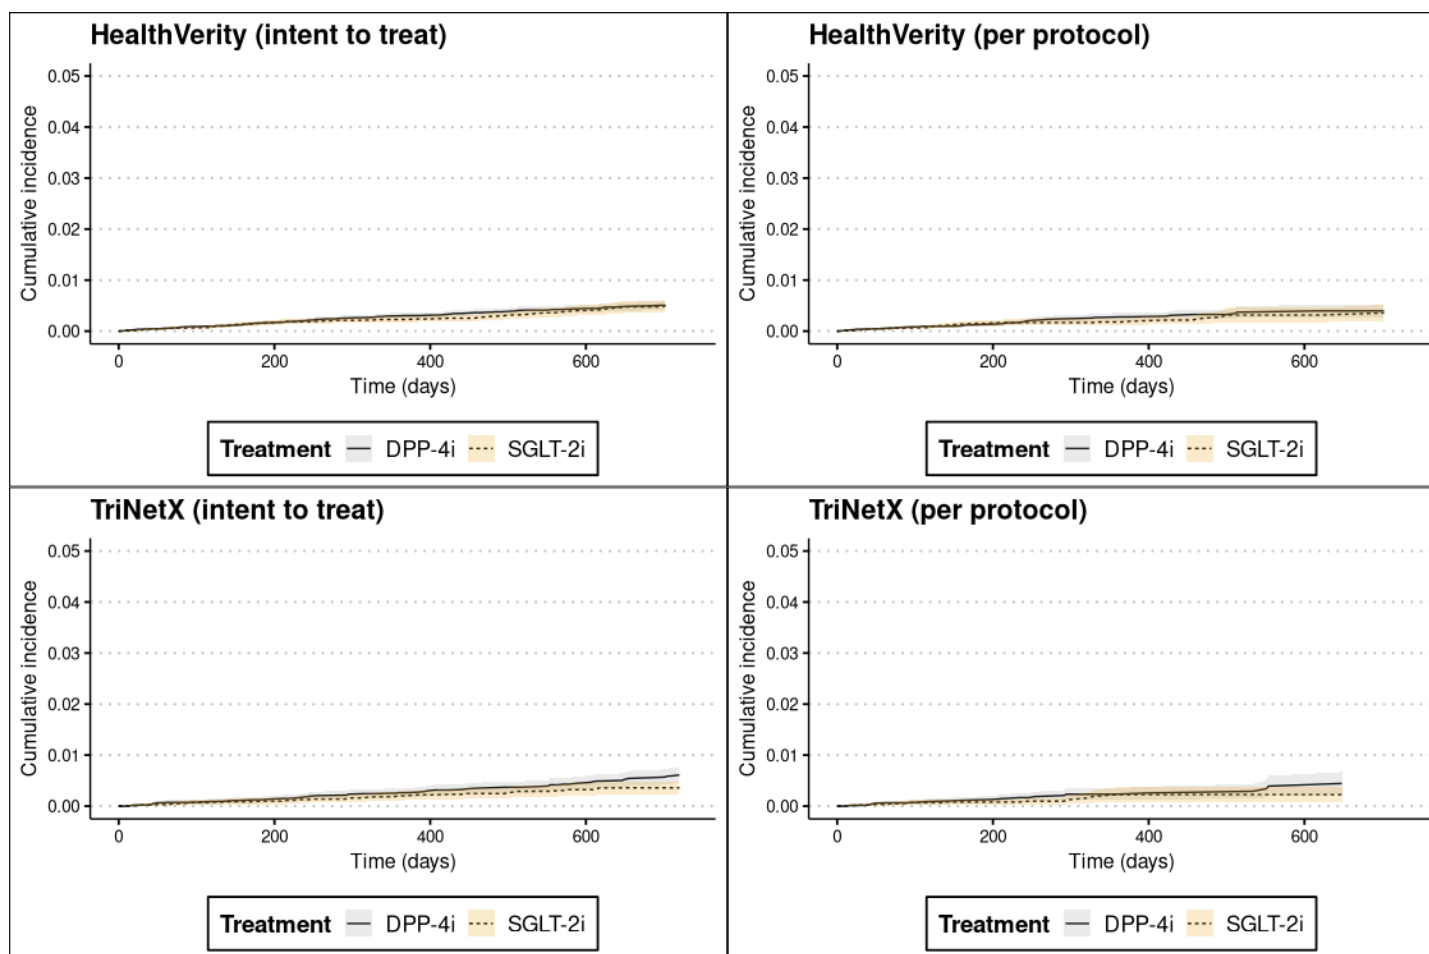 HealthVerity (intent to treat)
0.05
0.04
0.03
0.02
0.01
0.00
Cumulative incidence
0 200 400 600
Time (days)
Treatment DPP-4i SGLT-2i
HealthVerity (per protocol)
0.05
0.04
0.03
0.02
0.01
0.00
Cumulative incidence
0 200 400 600
Time (days)
Treatment DPP-4i SGLT-2i
TriNetX (intent to treat)
0.05
0.04
0.03
0.02
0.01
0.00
Cumulative incidence
0 200 400 600
Time (days)
Treatment DPP-4i SGLT-2i
TriNetX (per protocol)
0.05
0.04
0.03
0.02
0.01
0.00
Cumulative incidence
0 200 400 600
Time (days)
Treatment DPP-4i SGLT-2i